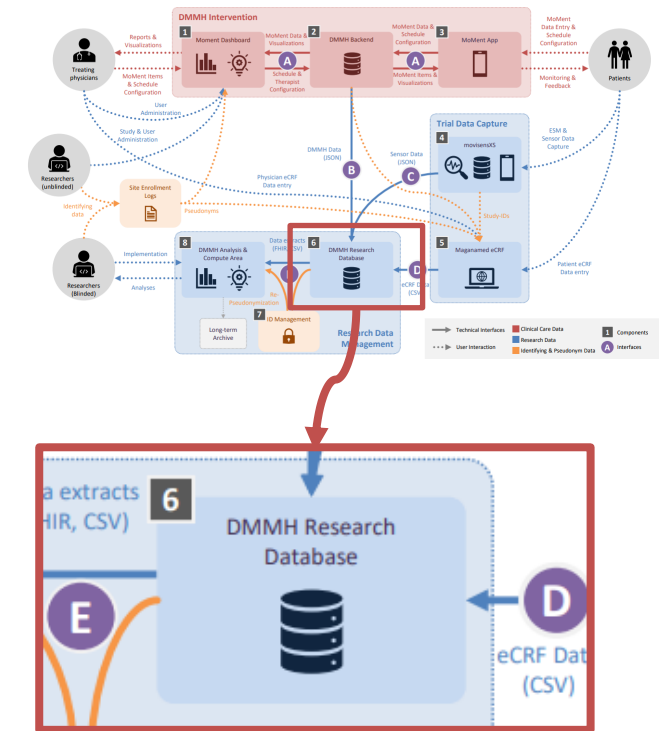 DMMH Intervention
Reports &
Visualizations
Treating
physicians
MoMent Items
& Schedule
Configuration
1
Moment Dashboard
MoMent Data &
Visualizations
A
Schedule &
Therapist
Configuration
2
DMMH Backend
MoMent Data &
Schedule
Configuration
A
MoMent Items &
Visualizations
3
MoMent App
MoMent
Data Entry &
Schedule
Configuration
Monitoring &
Feedback
Patients
User
Administration
Study & User
Administration
Researchers
(unblinded)
Identifying
data
Site Enrollment
Logs
Pseudonyms
Physician eCRF
Data entry
DMMH Data
(JSON)
B
Sensor Data
(JSON)
C
Trial Data Capture
4
movisensXS
Study IDs
ESM &
Sensor Data
Capture
Patient eCRF
Data entry
Researchers
(Blinded)
Implementation
Analyses
8
DMMH Analysis &
Compute Area
Long-term
Archive
Data extracts
(FHIR, CSV)
Re-
Pseudonymization
7
ID Management
6
DMMH Research
Database
D
eCRF Data
(CSV)
5
Maganamed eCRF
Research Data
Management
Technical Interfaces
User Interaction
Clinical Care Data
Research Data
Identifying & Pseudonym Data
1
Components
A
Interfaces
a extracts
HIR, CSV)
6
DMMH Research
Database
E
D
eCRF Dat
(CSV)